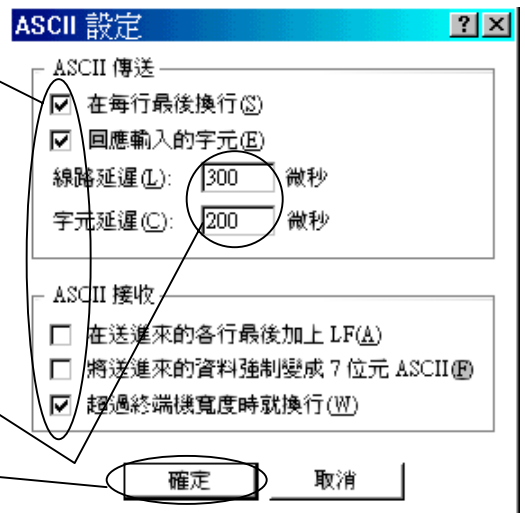 ASCII 設定
ASCII 傳送
在每行最後換行(S)
回應輸入的字元(E)
線路延遲(L): 300 微秒
字元延遲(C): 200 微秒
ASCII 接收
在送進來的各行最後加上 LF(A)
將送進來的資料強制變成 7 位元 ASCII(F)
超過終端機寬度時就換行(W)
確定 取消